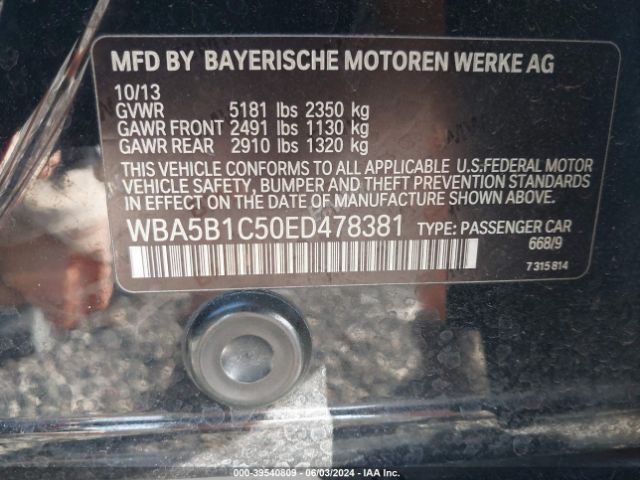 MFD BY BAYERISCHE MOTOREN WERKE AG
10/13
GVWR 5181 lbs 2350 kg
GAWR FRONT 2491 lbs 1130 kg
GAWR REAR 2910 lbs 1320 kg
THIS VEHICLE CONFORMS TO ALL APPLICABLE U.S. FEDERAL MOTOR
VEHICLE SAFETY, BUMPER AND THEFT PREVENTION STANDARDS
IN EFFECT ON THE DATE OF MANUFACTURE SHOWN ABOVE.
WBA5B1C50ED478381 TYPE: PASSENGER CAR
668/9
7 315 814
000-39540809 - 06/03/2024 - IAA Inc.